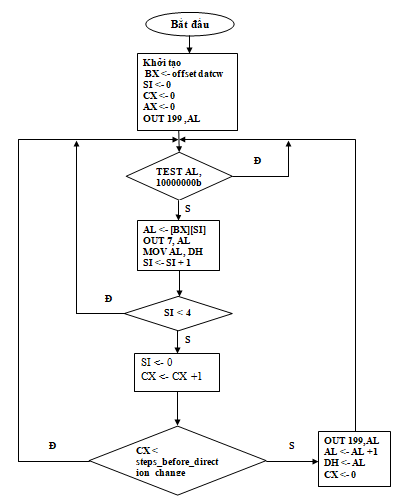 Bắt đầu
Khởi tạo
BX <- offset datcw
SI <- 0
CX <- 0
AX <- 0
OUT 199 ,AL
TEST AL,
10000000b
Đ
S
AL <- [BX][SI]
OUT 7, AL
MOV AL, DH
SI <- SI + 1
Đ
SI < 4
S
SI <- 0
CX <- CX +1
Đ
CX <
steps_before_direct
ion_change
S
OUT 199,AL
AL <- AL +1
DH <- AL
CX <- 0